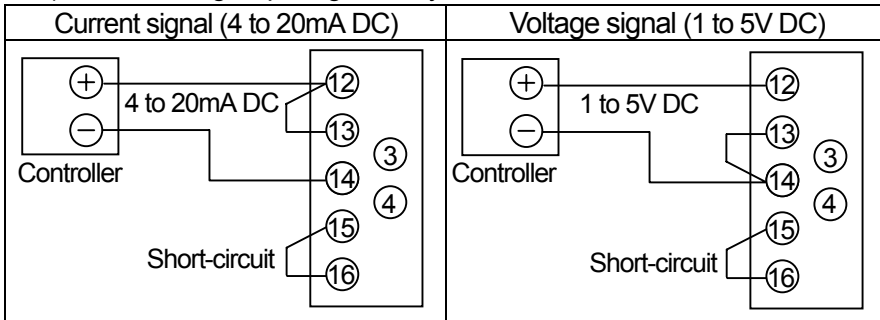 Current signal (4 to 20mA DC)
Voltage signal (1 to 5V DC)
+
4 to 20mA DC
−
Controller
12
13
14
15
16
3
4
Short-circuit
+
1 to 5V DC
−
Controller
12
13
14
15
16
3
4
Short-circuit